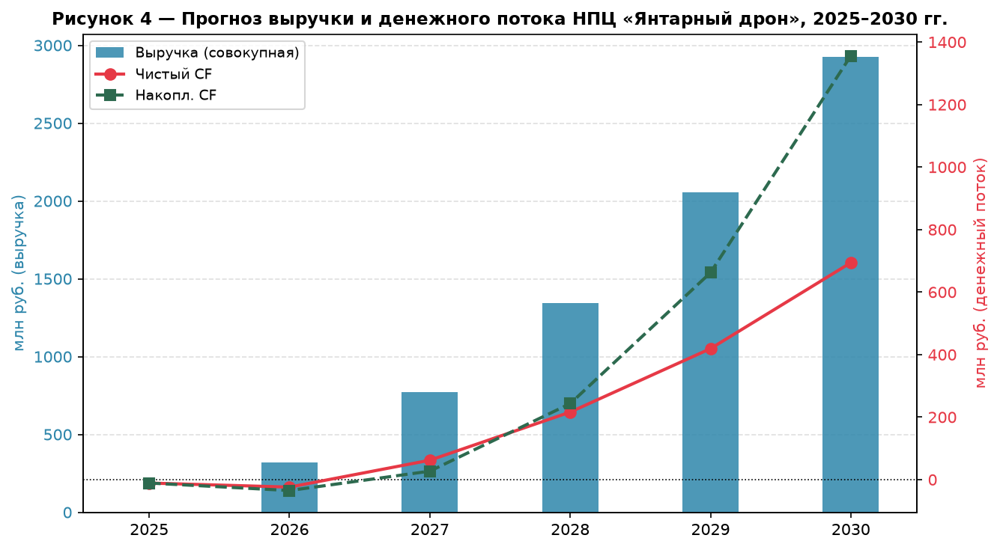 Рисунок 4 — Прогноз выручки и денежного потока НПЦ «Янтарный дрон», 2025–2030 гг.
Выручка (совокупная)
Чистый CF
Накопл. CF
млн руб. (выручка)
3000
2500
2000
1500
1000
500
0
1400
1200
1000
800
600
400
200
0
млн руб. (денежный поток)
2025 2026 2027 2028 2029 2030